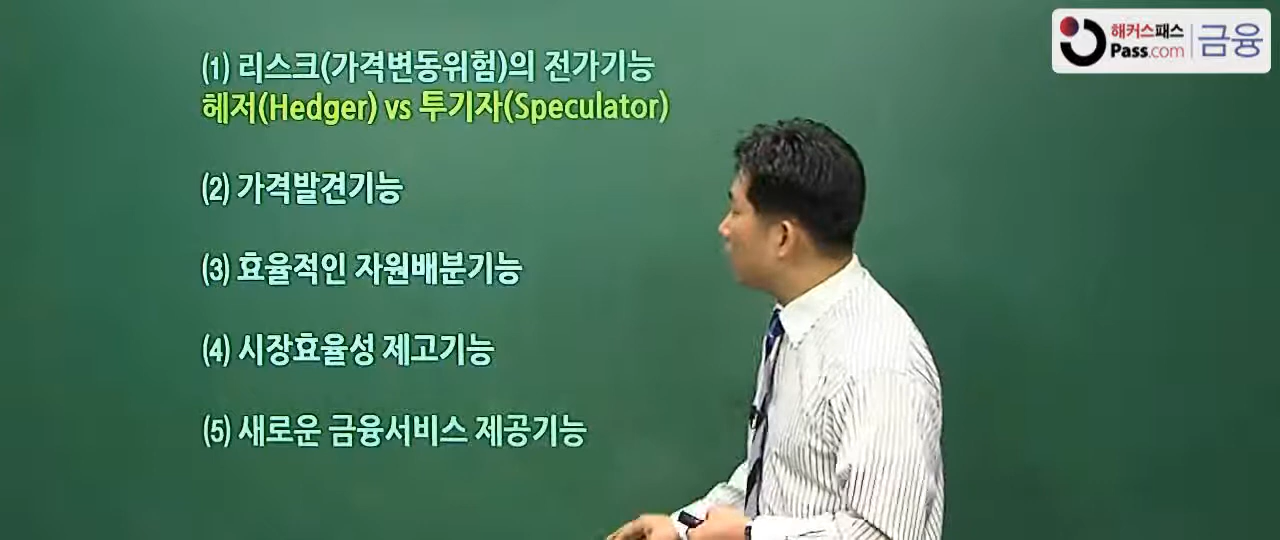 해커스패스
Pass.com
금융
(1) 리스크(가격변동위험)의 전가기능
헤저(Hedger) vs 투기자(Speculator)
(2) 가격발견기능
(3) 효율적인 자원배분기능
(4) 시장효율성 제고기능
(5) 새로운 금융서비스 제공기능